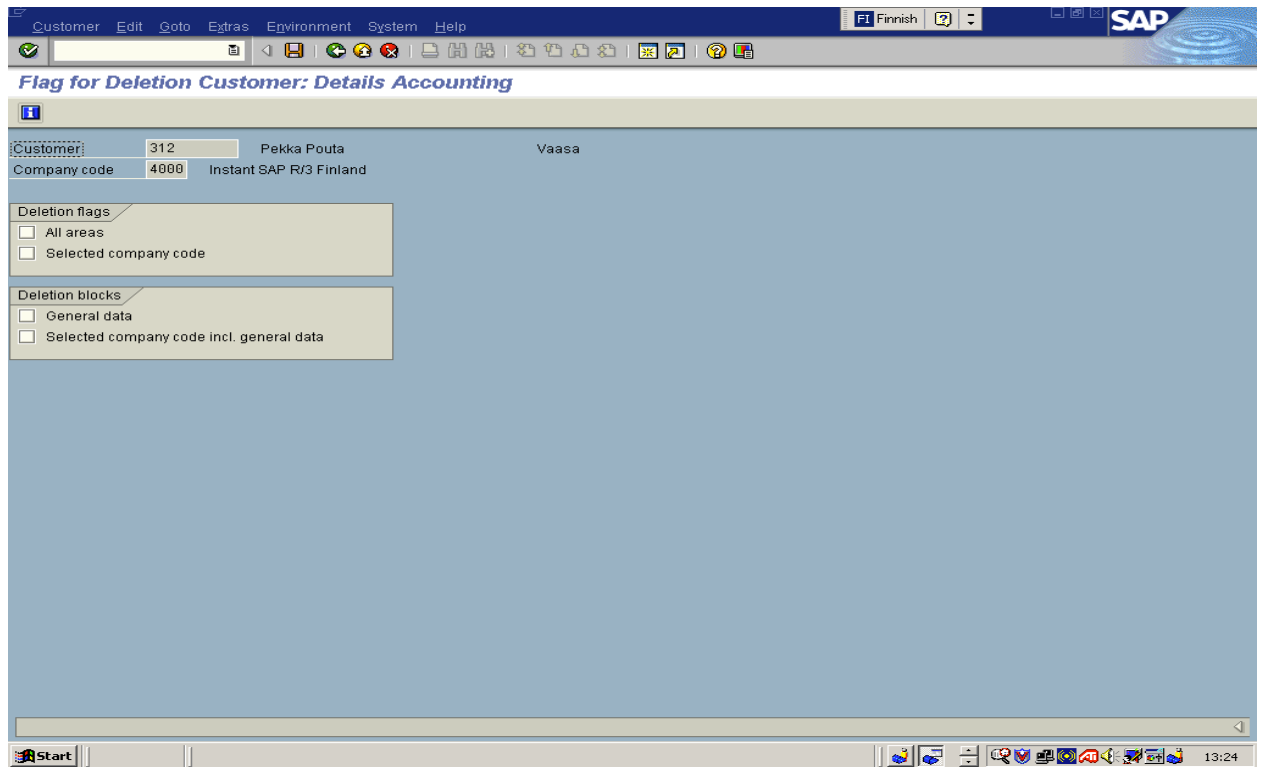 Customer Edit Goto Extras Environment System Help
FI Finnish
SAP
Flag for Deletion Customer: Details Accounting
Customer 312 Pekka Pouta Vaasa
Company code 4000 Instant SAP R/3 Finland
Deletion flags
All areas
Selected company code
Deletion blocks
General data
Selected company code incl. general data
Start 13:24